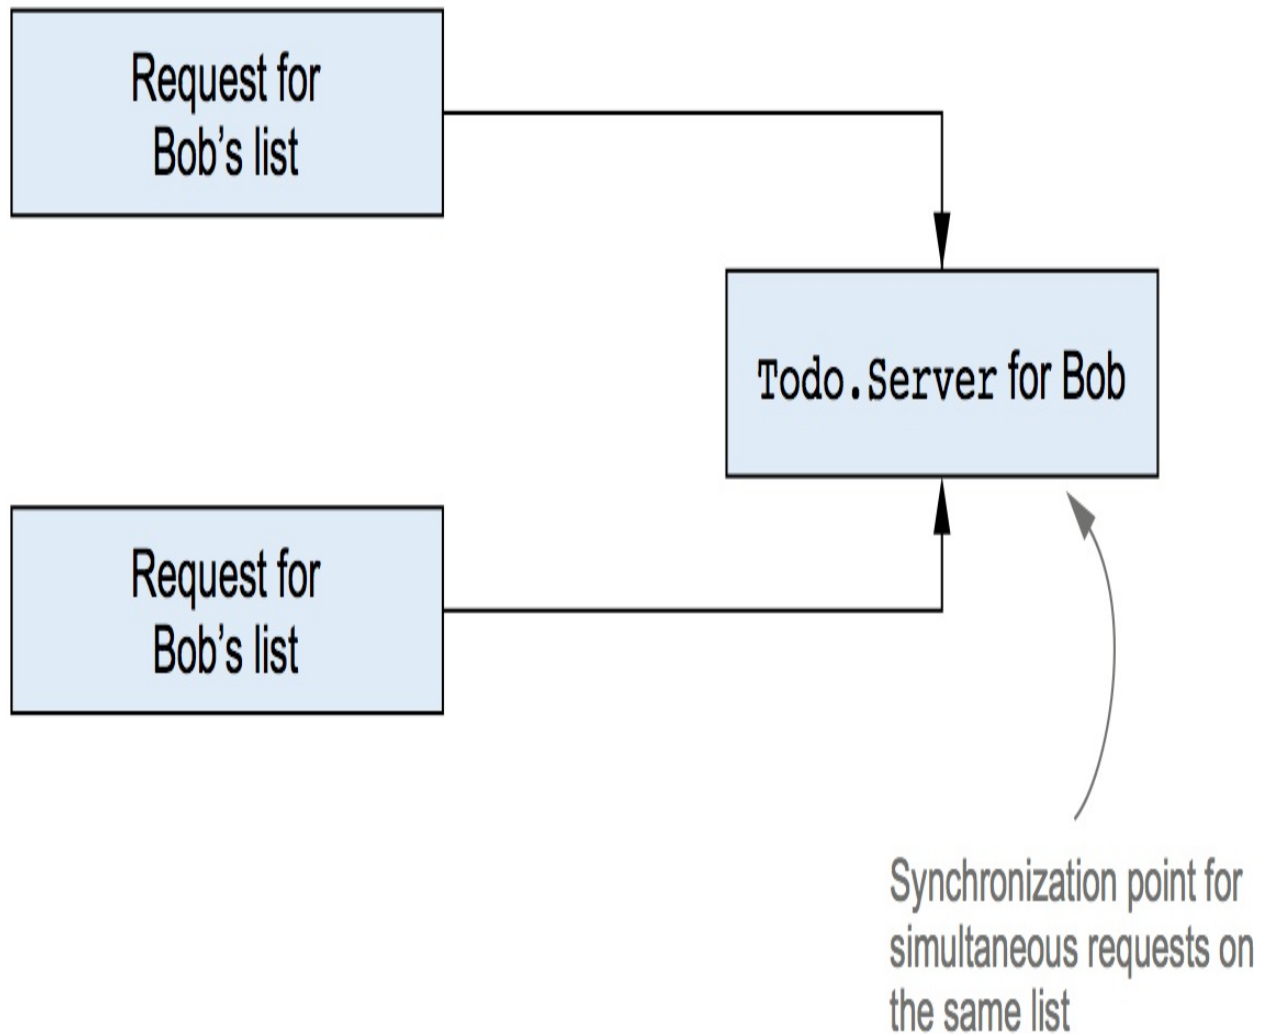 Request for
Bob’s list
Todo.Server for Bob
Request for
Bob’s list
Synchronization point for
simultaneous requests on
the same list